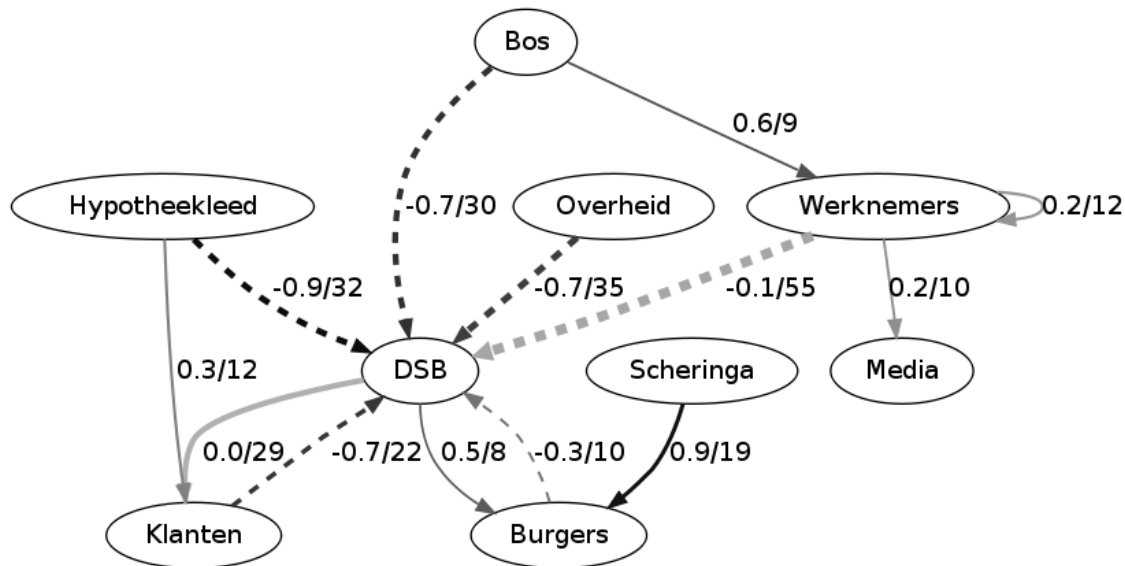 Bos
0.6/9
Hypotheekleed
-0.7/30
Overheid
Werknemers
0.2/12
-0.9/32
-0.7/35
-0.1/55
0.2/10
0.3/12
DSB
Scheringa
Media
0.0/29
-0.7/22
0.5/8
-0.3/10
0.9/19
Klanten
Burgers